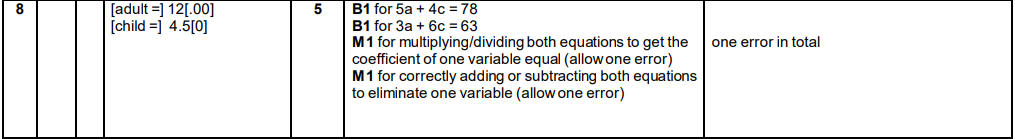 8
[adult =] 12[.00]
[child =] 4.5[0]
5
B1 for 5a + 4c = 78
B1 for 3a + 6c = 63
M1 for multiplying/dividing both equations to get the
coefficient of one variable equal (allow one error)
M1 for correctly adding or subtracting both equations
to eliminate one variable (allow one error)
one error in total